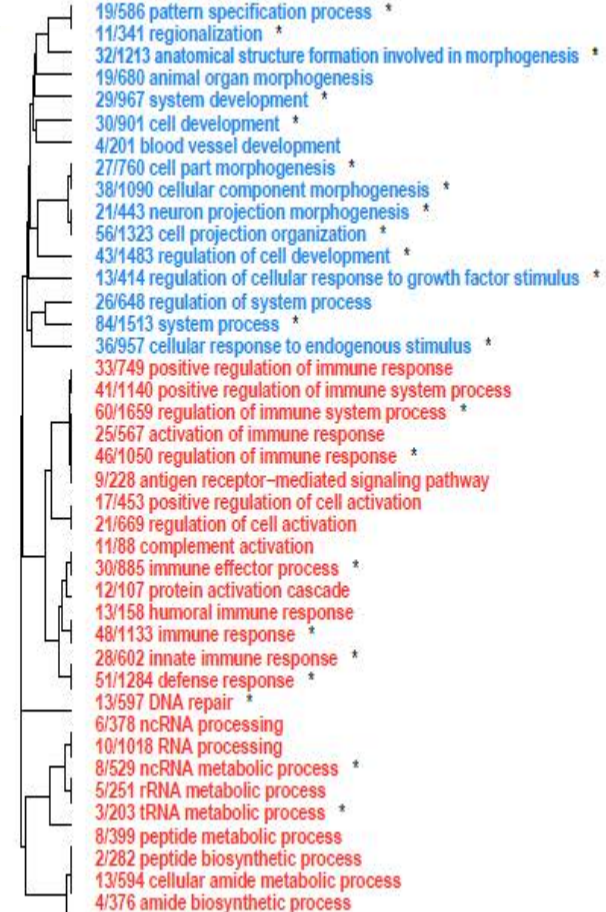 19/586 pattern specification process *
11/341 regionalization *
32/1213 anatomical structure formation involved in morphogenesis *
19/680 animal organ morphogenesis
29/967 system development *
30/901 cell development *
4/201 blood vessel development
27/760 cell part morphogenesis *
38/1090 cellular component morphogenesis *
21/443 neuron projection morphogenesis *
56/1323 cell projection organization *
43/1483 regulation of cell development *
13/414 regulation of cellular response to growth factor stimulus *
26/648 regulation of system process
84/1513 system process *
36/957 cellular response to endogenous stimulus *
33/749 positive regulation of immune response
41/1140 positive regulation of immune system process
60/1659 regulation of immune system process *
25/567 activation of immune response
46/1050 regulation of immune response *
9/228 antigen receptor−mediated signaling pathway
17/453 positive regulation of cell activation
21/669 regulation of cell activation
11/88 complement activation
30/885 immune effector process *
12/107 protein activation cascade
13/158 humoral immune response
48/1133 immune response *
28/602 innate immune response *
51/1284 defense response *
13/597 DNA repair *
6/378 ncRNA processing
10/1018 RNA processing
8/529 ncRNA metabolic process *
5/251 rRNA metabolic process
3/203 tRNA metabolic process *
8/399 peptide metabolic process
2/282 peptide biosynthetic process
13/594 cellular amide metabolic process
4/376 amide biosynthetic process